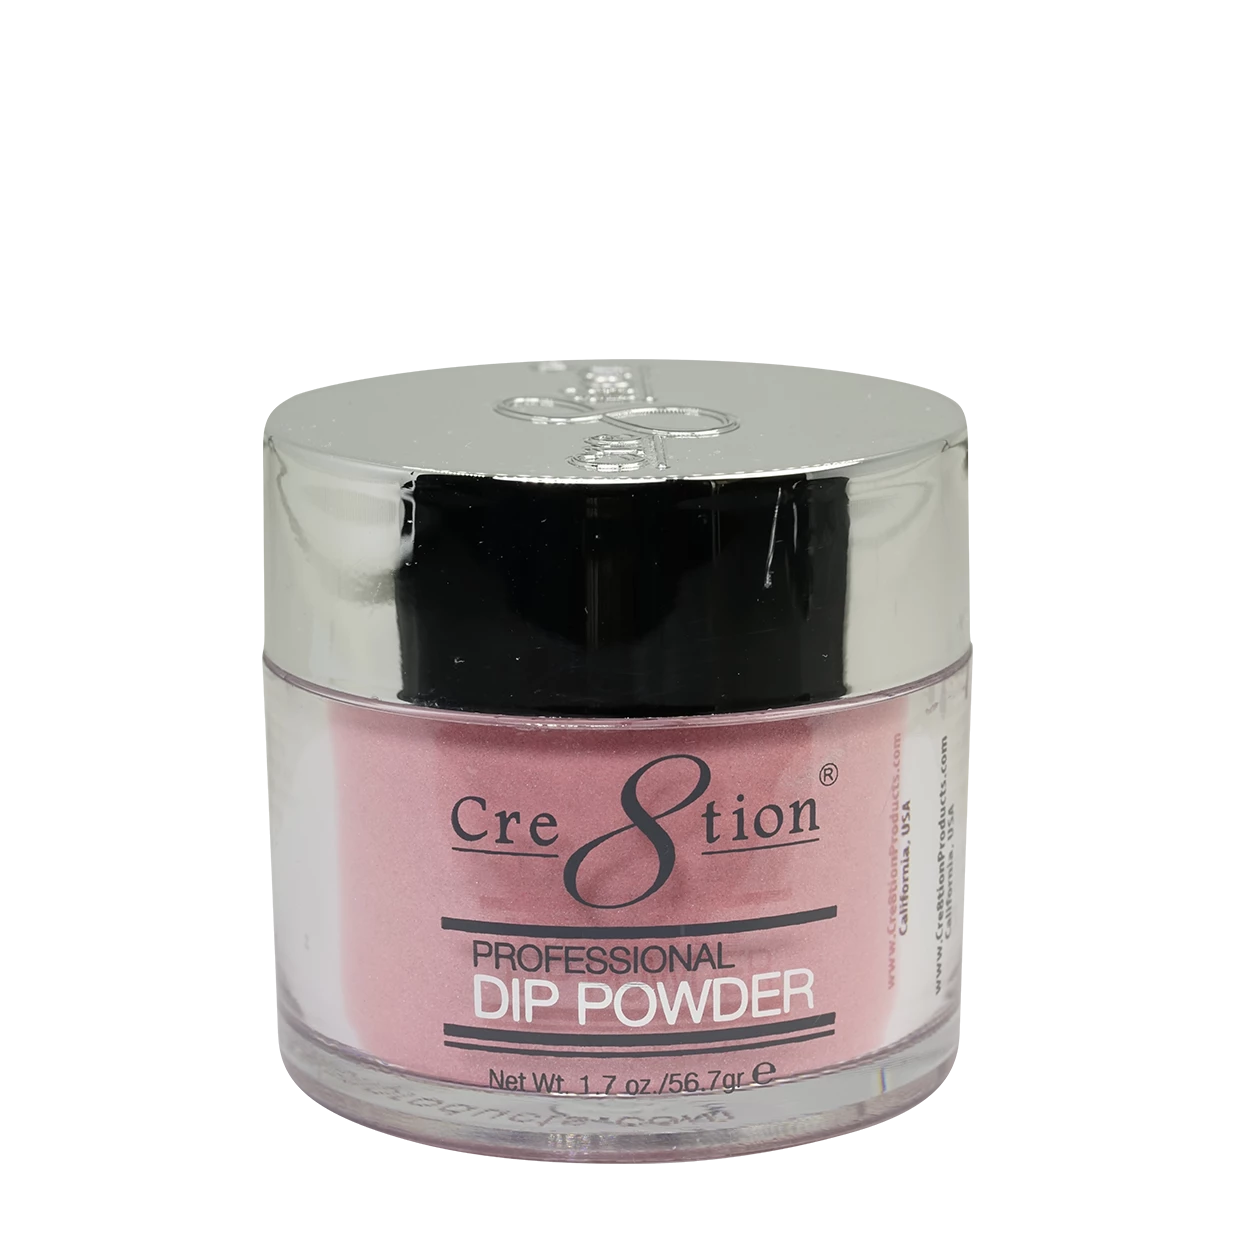 Cre8tion®
PROFESSIONAL
DIP POWDER
Net Wt. 1.7 oz./56.7gr ℮
www.Cre8tionProducts.com
California, USA